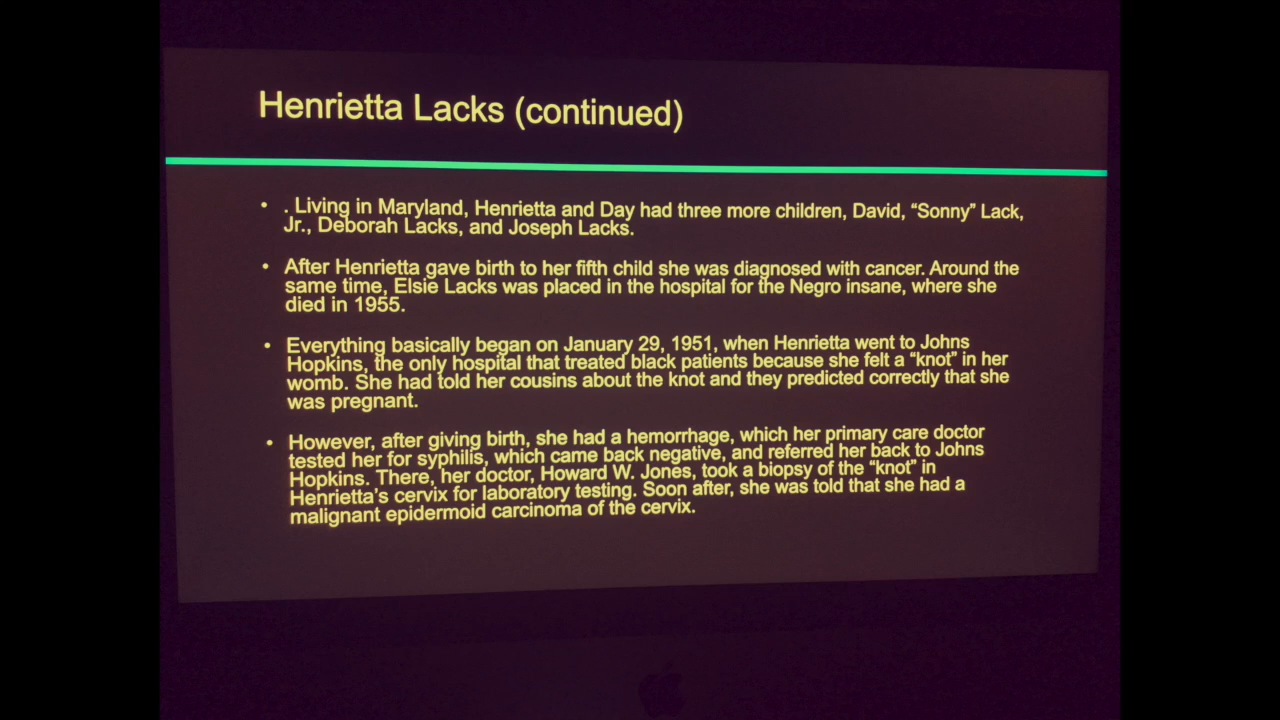 Henrietta Lacks (continued)
• . Living in Maryland, Henrietta and Day had three more children, David, “Sonny” Lack,
Jr., Deborah Lacks, and Joseph Lacks.
• After Henrietta gave birth to her fifth child she was diagnosed with cancer. Around the
same time, Elsie Lacks was placed in the hospital for the Negro insane, where she
died in 1955.
• Everything basically began on January 29, 1951, when Henrietta went to Johns
Hopkins, the only hospital that treated black patients because she felt a “knot” in her
womb. She had told her cousins about the knot and they predicted correctly that she
was pregnant.
• However, after giving birth, she had a hemorrhage, which her primary care doctor
tested her for syphilis, which came back negative, and referred her back to Johns
Hopkins. There, her doctor, Howard W. Jones, took a biopsy of the “knot” in
Henrietta’s cervix for laboratory testing. Soon after, she was told that she had a
malignant epidermoid carcinoma of the cervix.